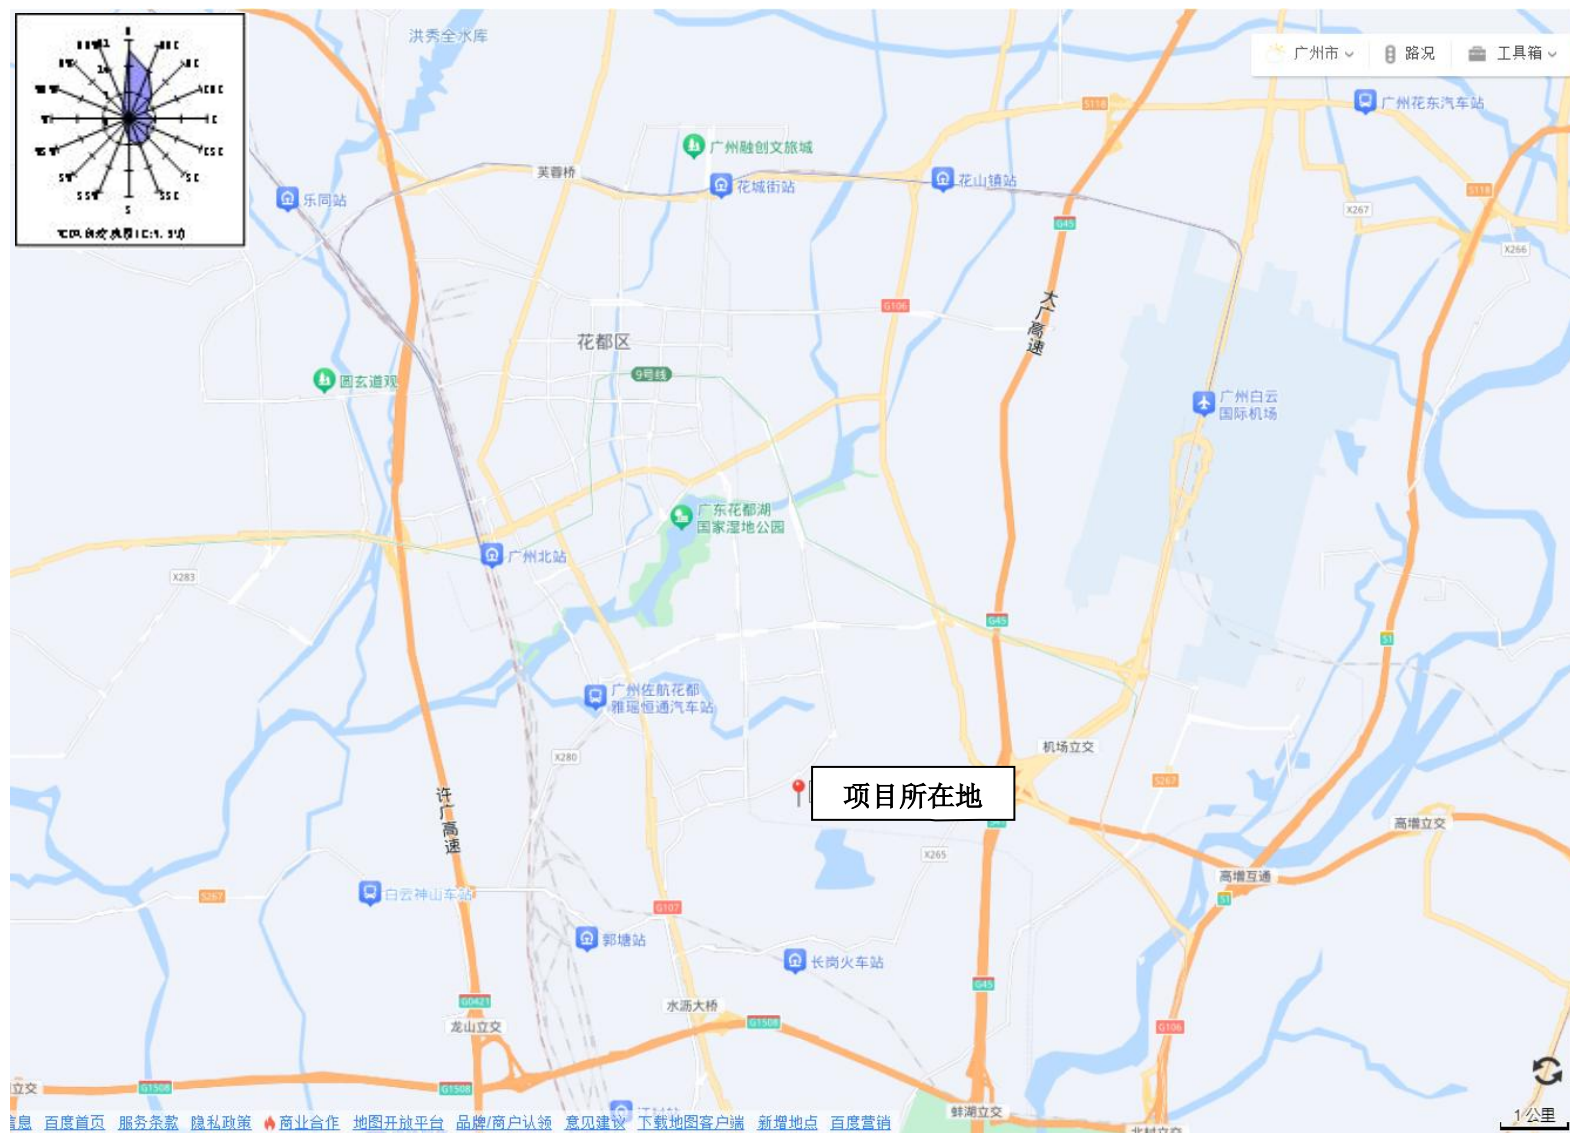 洪秀全水库
广州市
路况
工具箱
N
S
S118
广州花东汽车站
广州融创文旅城
芙蓉桥
花城街站
花山镇站
S118
乐同站
X267
G45
X266
G106
大广高速
花都区
9号线
圆玄道观
广州白云
国际机场
广东花都湖
国家湿地公园
广州北站
X283
G45
S1
广州佐航花都
雅瑶恒通汽车站
机场立交
X280
S267
项目所在地
许广高速
高增立交
X265
高增互通
S267
白云神山车站
S1
G107
郭塘站
长岗火车站
G45
G0421
水沥大桥
龙山立交
G1508
G106
立交
G1508
G1508
蚌湖立交
1公里
信息 百度首页 服务条款 隐私政策 商业合作 地图开放平台 品牌/商户认领 意见建议 下载地图客户端 新增地点 百度营销